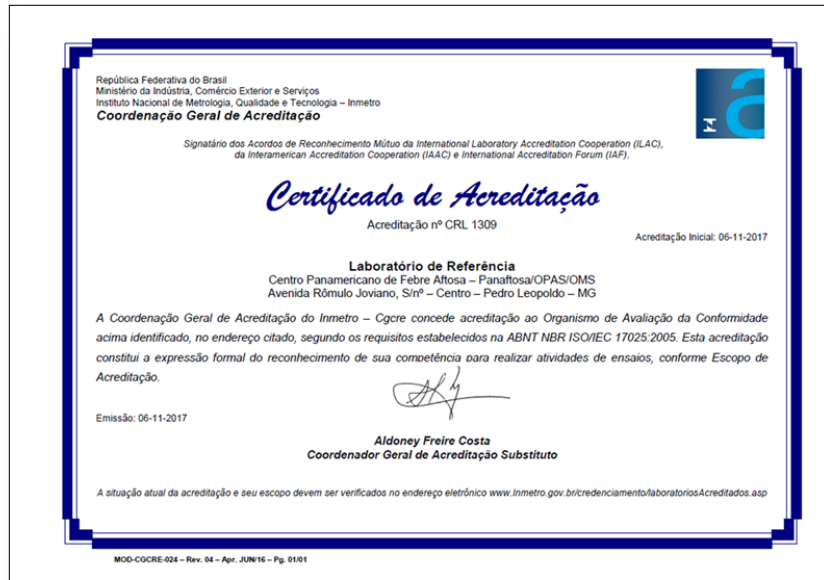 República Federativa do Brasil
Ministério da Indústria, Comércio Exterior e Serviços
Instituto Nacional de Metrologia, Qualidade e Tecnologia – Inmetro
Coordenação Geral de Acreditação
Signatário dos Acordos de Reconhecimento Mútuo da International Laboratory Accreditation Cooperation (ILAC),
da Interamerican Accreditation Cooperation (IAAC) e International Accreditation Forum (IAF).
Certificado de Acreditação
Acreditação nº CRL 1309
Acreditação Inicial: 06-11-2017
Laboratório de Referência
Centro Panamericano de Febre Aftosa – Panaftosa/OPAS/OMS
Avenida Rômulo Joviano, S/nº – Centro – Pedro Leopoldo – MG
A Coordenação Geral de Acreditação do Inmetro – Cgcre concede acreditação ao Organismo de Avaliação da Conformidade
acima identificado, no endereço citado, segundo os requisitos estabelecidos na ABNT NBR ISO/IEC 17025:2005. Esta acreditação
constitui a expressão formal do reconhecimento de sua competência para realizar atividades de ensaios, conforme Escopo de
Acreditação.
Emissão: 06-11-2017
Aldoney Freire Costa
Coordenador Geral de Acreditação Substituto
A situação atual da acreditação e seu escopo devem ser verificados no endereço eletrônico www.Inmetro.gov.br/credenciamento/laboratoriosAcreditados.asp
MOD-CGCRE-024 – Rev. 04 – Apr. JUN/16 – Pg. 01/01